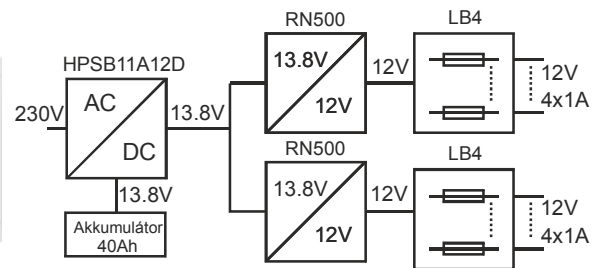 HPSB11A12D
230V
AC
DC
13.8V
13.8V
Akkumulátor
40Ah
RN500
13.8V
12V
12V
LB4
12V
4x1A
RN500
13.8V
12V
12V
LB4
12V
4x1A